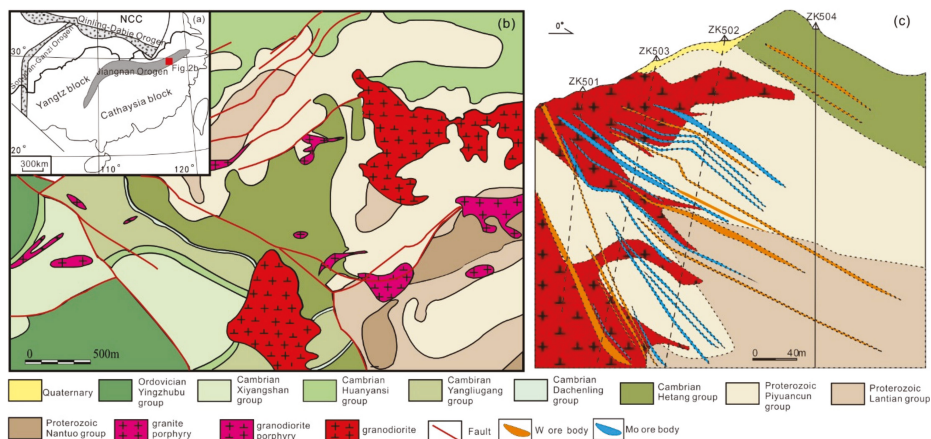 NCC
(a)
Qinling-Dabie Orogen
Songpan-Ganzi Orogen
30°
Jiangnan Orogen
Fig.2b
Yangtz block
Cathaysia block
20°
300km
110°
120°
(b)
0 500m
(c)
0°
ZK504
ZK502
ZK503
ZK501
0 40m
Quaternary
Ordovician
Yingzhubu
group
Cambrian
Xiyangshan
group
Cambrian
Huanyansi
group
Cambrian
Yangliugang
group
Cambrian
Dachenling
group
Cambrian
Hetang group
Proterozoic
Piyuancun
group
Proterozoic
Lantian group
Proterozoic
Nantuo group
granite
porphyry
granodiorite
porphyry
granodiorite
Fault
W ore body
Mo ore body